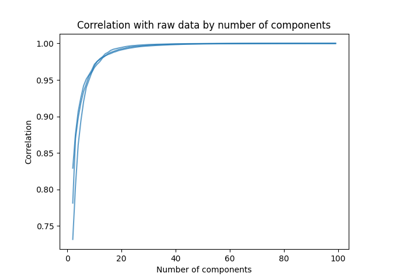 Correlation with raw data by number of components
1.00
0.95
0.90
0.85
0.80
0.75
Correlation
0 20 40 60 80 100
Number of components